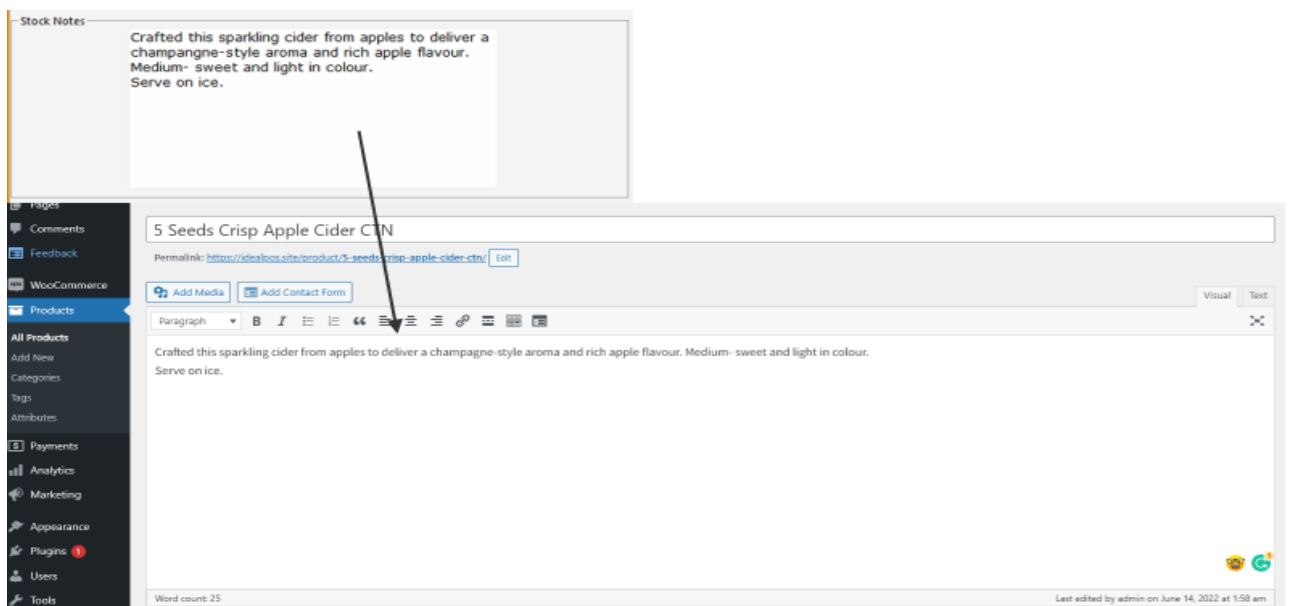 Stock Notes
Crafted this sparkling cider from apples to deliver a
champangne-style aroma and rich apple flavour.
Medium- sweet and light in colour.
Serve on ice.
Pages
Comments
Feedback
WooCommerce
Products
All Products
Add New
Categories
Tags
Attributes
Payments
Analytics
Marketing
Appearance
Plugins 1
Users
Tools
5 Seeds Crisp Apple Cider CTN
Permalink: https://idealpos.site/product/5-seeds-crisp-apple-cider-ctn/ Edit
Add Media Add Contact Form
Visual Text
Paragraph B I
Crafted this sparkling cider from apples to deliver a champagne-style aroma and rich apple flavour. Medium- sweet and light in colour.
Serve on ice.
Word count: 25
Last edited by admin on June 14, 2022 at 1:58 am